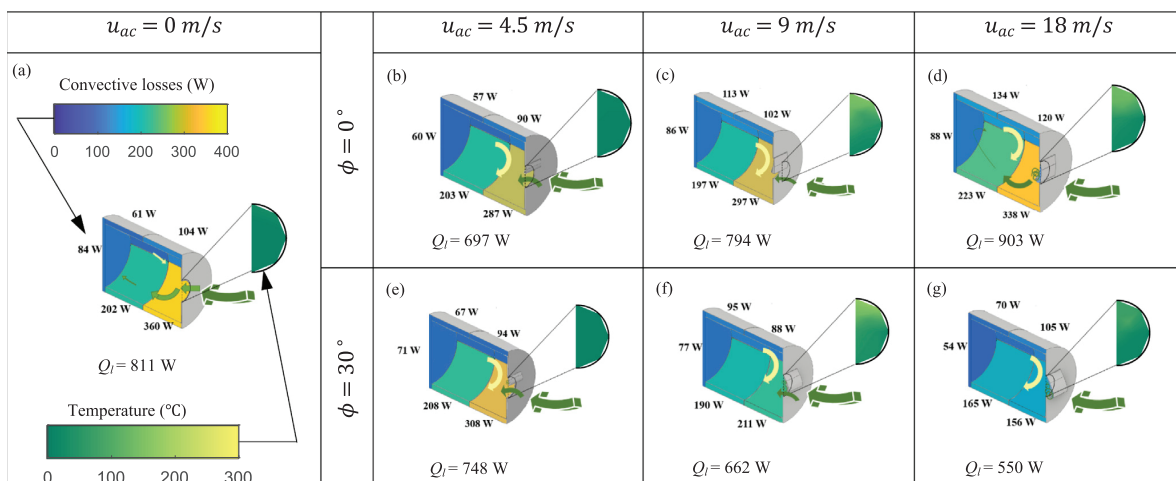 u_ac = 0 m/s
u_ac = 4.5 m/s
u_ac = 9 m/s
u_ac = 18 m/s
(a)
Convective losses (W)
0 100 200 300 400
61 W
104 W
84 W
202 W
360 W
Q_l = 811 W
Temperature (°C)
0 100 200 300
ϕ = 0°
(b)
57 W
90 W
60 W
203 W
287 W
Q_l = 697 W
(c)
113 W
102 W
86 W
197 W
297 W
Q_l = 794 W
(d)
134 W
120 W
88 W
223 W
338 W
Q_l = 903 W
ϕ = 30°
(e)
67 W
94 W
71 W
208 W
308 W
Q_l = 748 W
(f)
95 W
88 W
77 W
190 W
211 W
Q_l = 662 W
(g)
70 W
105 W
54 W
165 W
156 W
Q_l = 550 W